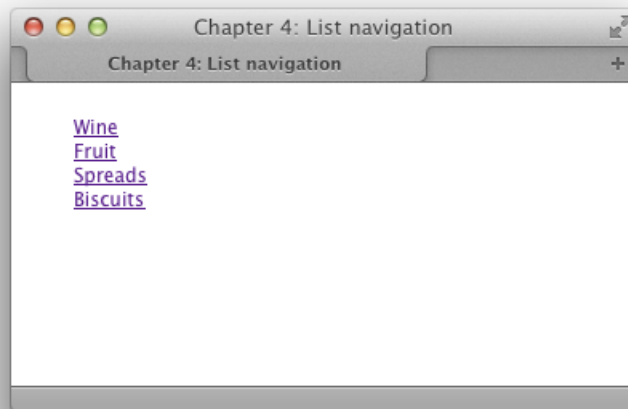 Chapter 4: List navigation
Chapter 4: List navigation
Wine
Fruit
Spreads
Biscuits